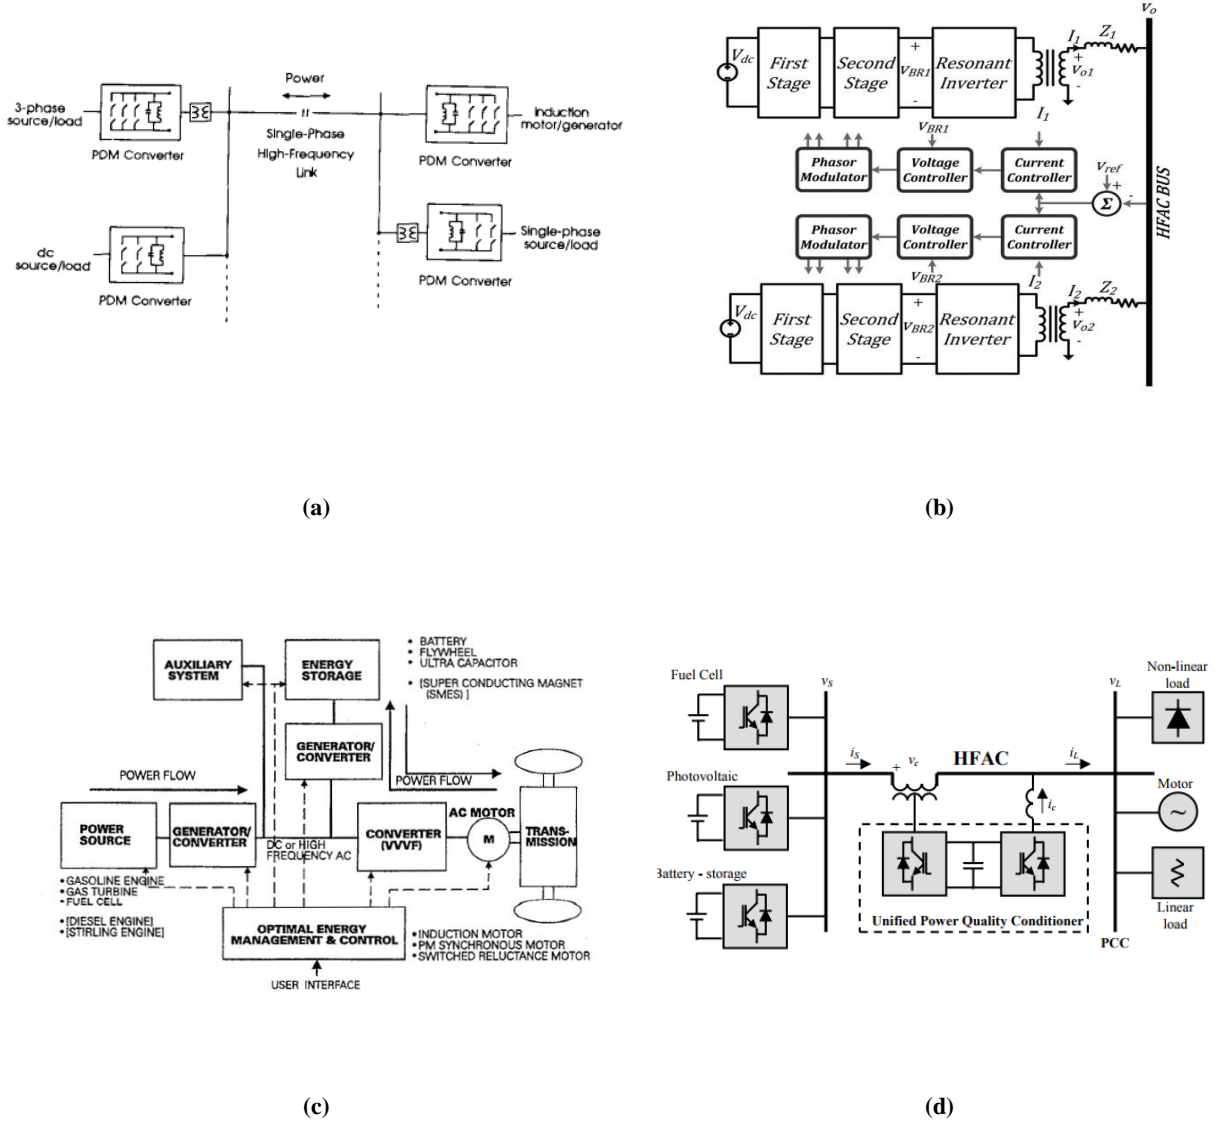 3-phase
source/load
PDM Converter
Power
Single-Phase
High-Frequency
Link
Induction
motor/generator
PDM Converter
dc
source/load
PDM Converter
Single-phase
source/load
PDM Converter
(a)
vo
Vdc
First
Stage
Second
Stage
+
vBR1
-
Resonant
Inverter
I1
Z1
+
vo1
-
I1
vBR1
Phasor
Modulator
Voltage
Controller
Current
Controller
vref
+
Σ
-
HFAC BUS
Phasor
Modulator
Voltage
Controller
Current
Controller
vBR2
I2
Vdc
First
Stage
Second
Stage
+
vBR2
-
Resonant
Inverter
I2
Z2
+
vo2
-
(b)
AUXILIARY
SYSTEM
ENERGY
STORAGE
• BATTERY
• FLYWHEEL
• ULTRA CAPACITOR
• [SUPER CONDUCTING MAGNET
(SMES) ]
GENERATOR/
CONVERTER
POWER FLOW
POWER FLOW
POWER
SOURCE
GENERATOR/
CONVERTER
DC or HIGH
FREQUENCY AC
CONVERTER
(VVVF)
AC MOTOR
M
TRANS-
MISSION
• GASOLINE ENGINE
• GAS TURBINE
• FUEL CELL
• [DIESEL ENGINE]
• [STIRLING ENGINE]
OPTIMAL ENERGY
MANAGEMENT & CONTROL
• INDUCTION MOTOR
• PM SYNCHRONOUS MOTOR
• SWITCHED RELUCTANCE MOTOR
USER INTERFACE
(c)
Fuel Cell
vS
vL
Non-linear
load
Photovoltaic
iS
+
vc
HFAC
iL
Motor
~
ic
Battery - storage
Unified Power Quality Conditioner
Linear
load
PCC
(d)